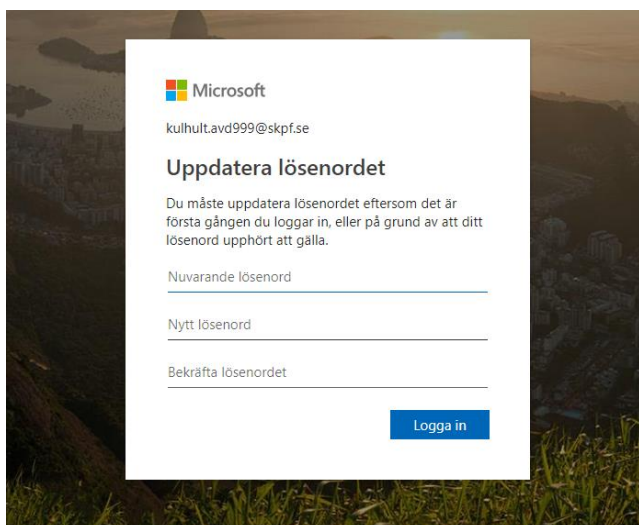 Microsoft
kulhult.avd999@skpf.se
Uppdatera lösenordet
Du måste uppdatera lösenordet eftersom det är
första gången du loggar in, eller på grund av att ditt
lösenord upphört att gälla.
Nuvarande lösenord
Nytt lösenord
Bekräfta lösenordet
Logga in